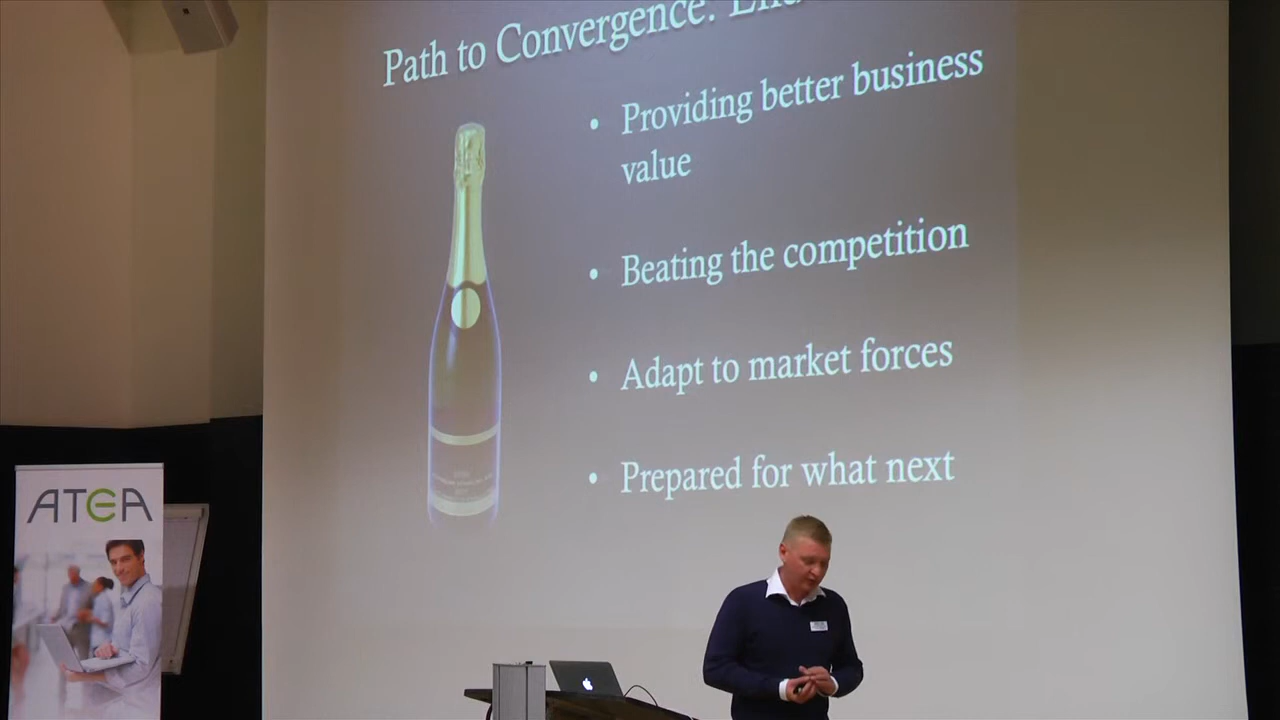 Path to Convergence:
Providing better business
value
Beating the competition
Adapt to market forces
Prepared for what next
ATEA